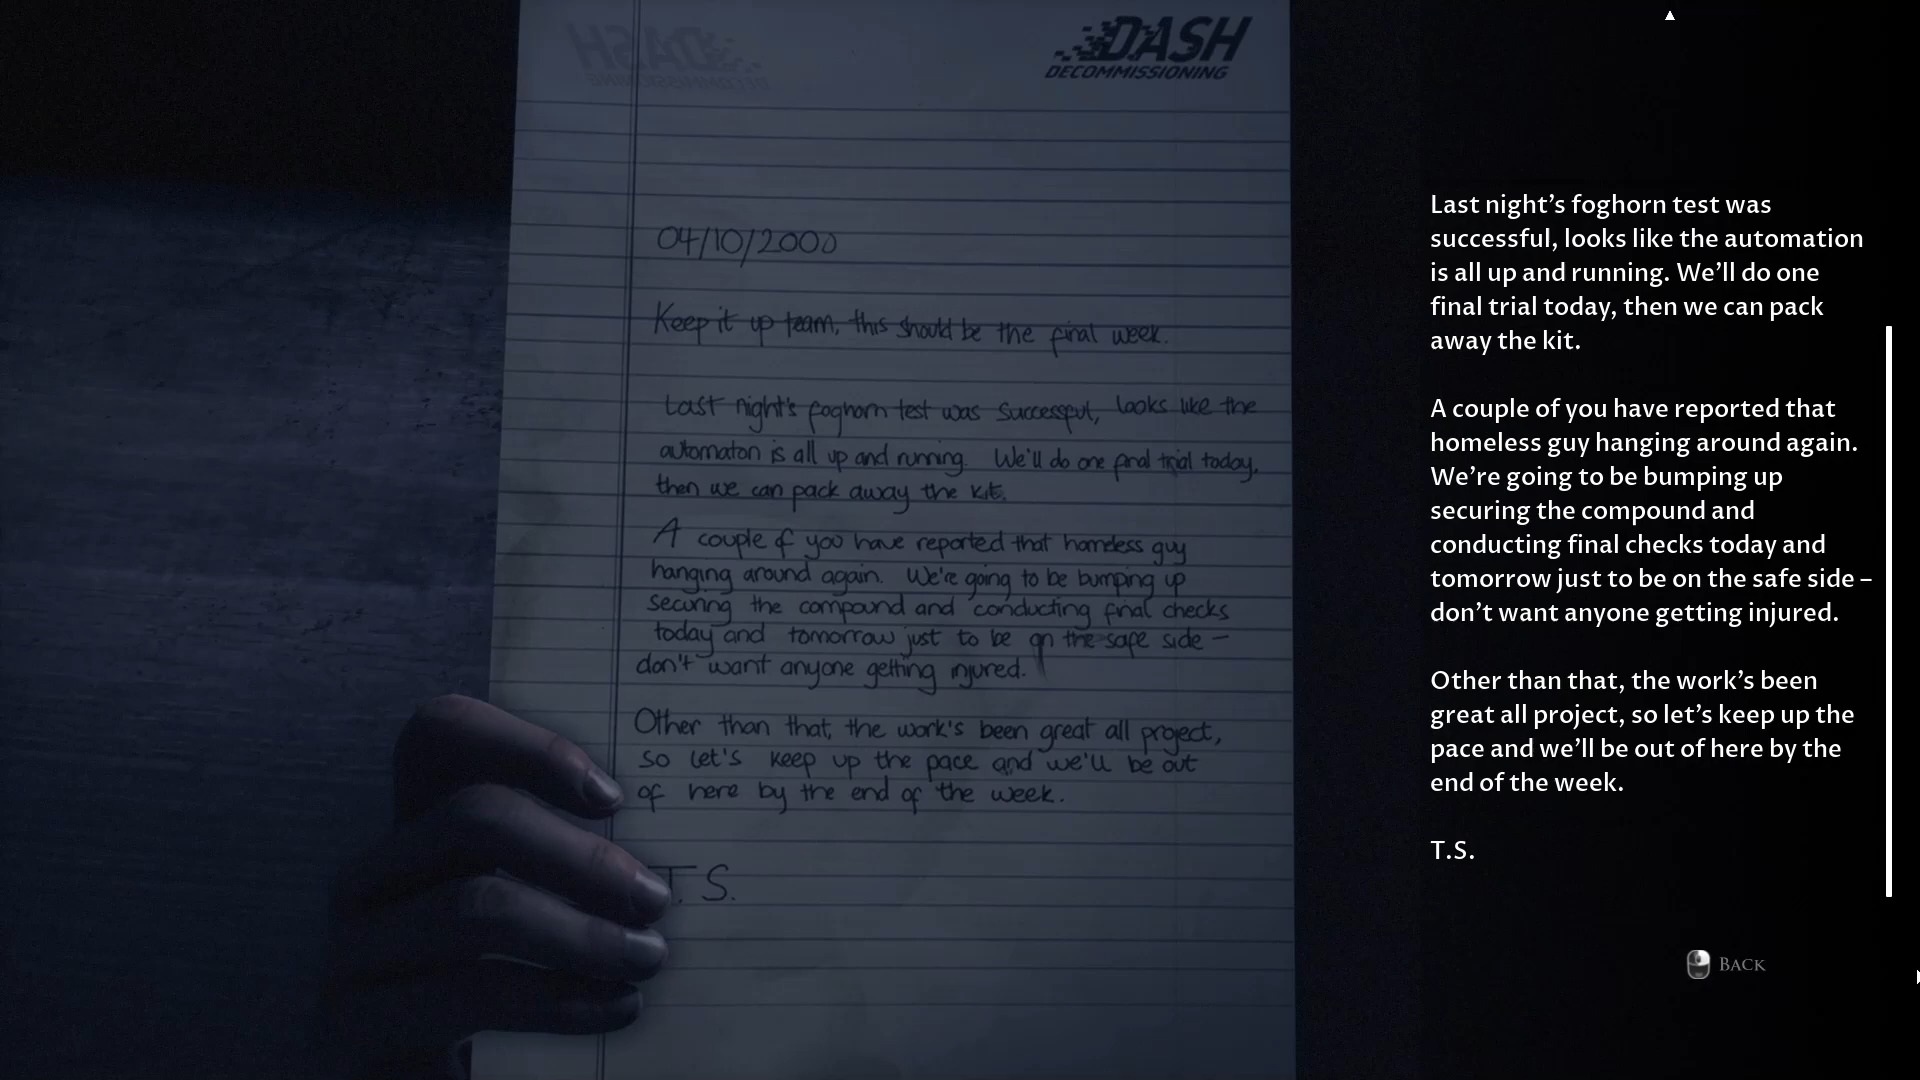 DASH
DECOMMISSIONING
04/10/2000
Keep it up team, this should be the final week.
Last night's foghorn test was successful, looks like the
automaton is all up and running. We'll do one final trial today,
then we can pack away the kit.
A couple of you have reported that homeless guy
hanging around again. We're going to be bumping up
securing the compound and conducting final checks
today and tomorrow just to be on the safe side –
don't want anyone getting injured.
Other than that, the work's been great all project,
so let's keep up the pace and we'll be out
of here by the end of the week.
T.S.
Last night's foghorn test was
successful, looks like the automation
is all up and running. We'll do one
final trial today, then we can pack
away the kit.
A couple of you have reported that
homeless guy hanging around again.
We're going to be bumping up
securing the compound and
conducting final checks today and
tomorrow just to be on the safe side –
don't want anyone getting injured.
Other than that, the work's been
great all project, so let's keep up the
pace and we'll be out of here by the
end of the week.
T.S.
BACK